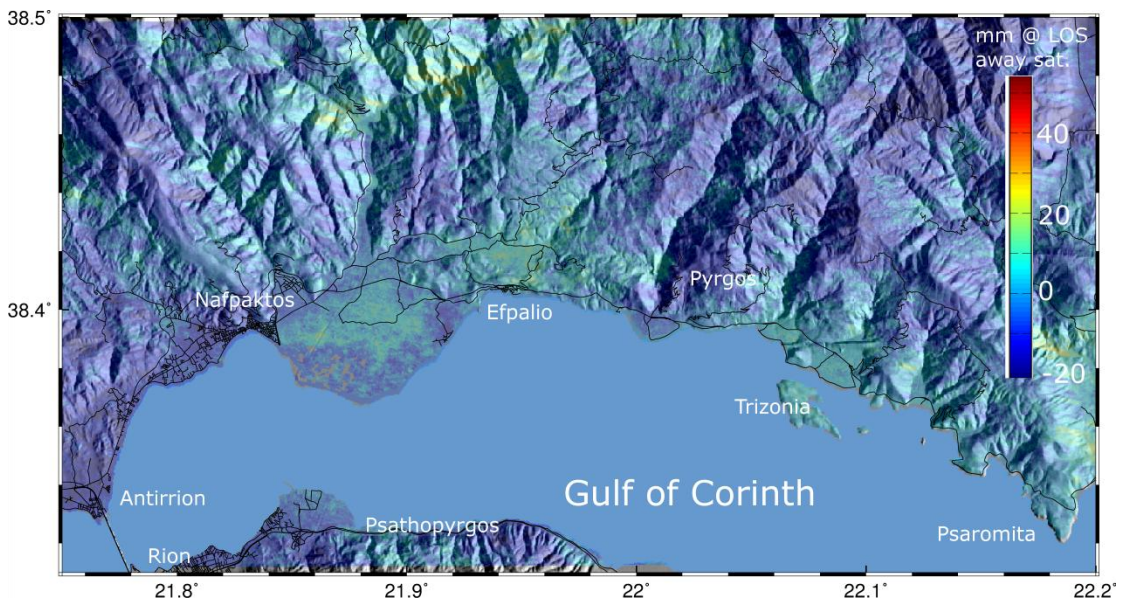 38.5°
mm @ LOS
away sat.
40
20
0
-20
Nafpaktos
Pyrgos
38.4°
Efpalio
Trizonia
Gulf of Corinth
Antirrion
Psathopyrgos
Psaromita
Rion
21.8°
21.9°
22°
22.1°
22.2°